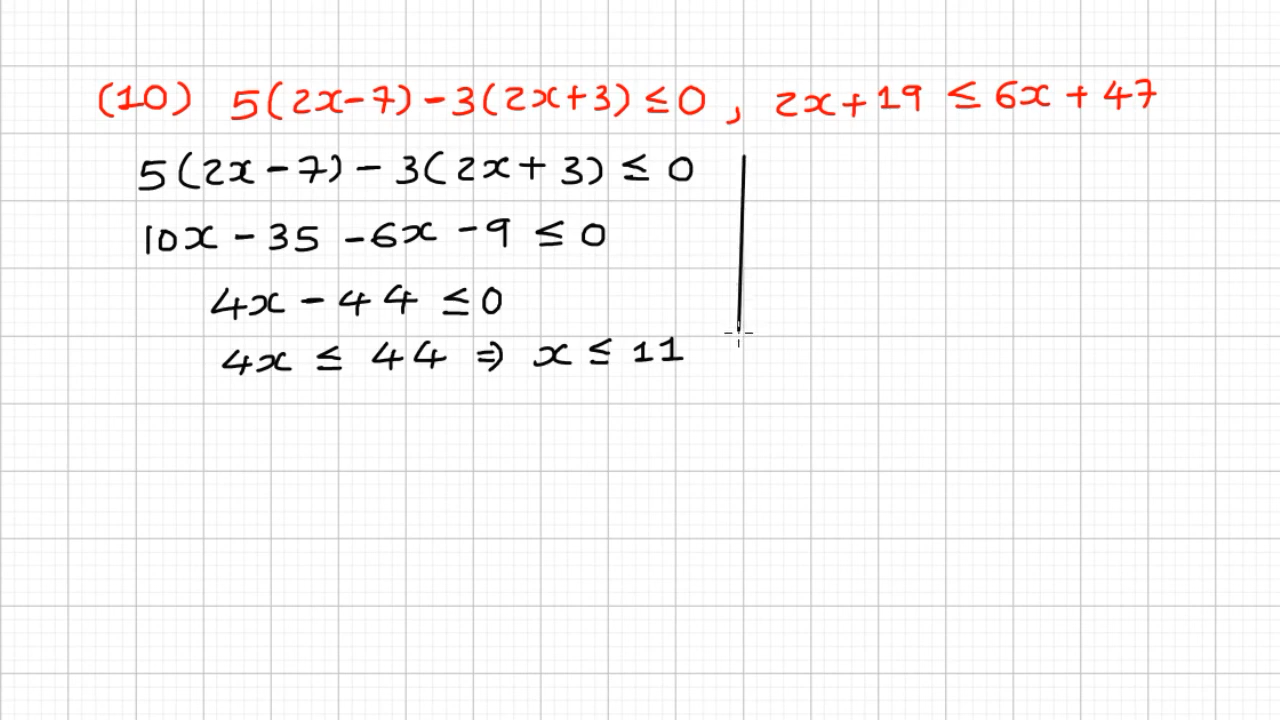 (10) 5(2x-7)-3(2x+3) ≤ 0 , 2x+19 ≤ 6x + 47
5(2x-7) - 3(2x+3) ≤ 0
10x - 35 - 6x - 9 ≤ 0
4x - 44 ≤ 0
4x ≤ 44 ⇒ x ≤ 11